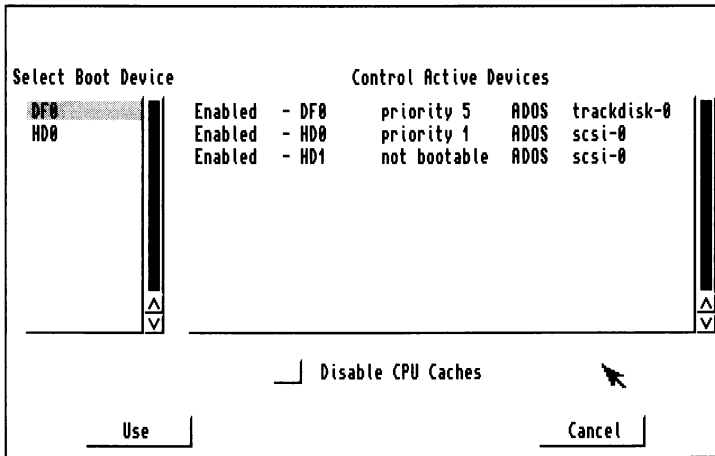 Select Boot Device
Control Active Devices
DF0
HD0
Enabled - DF0 priority 5 ADOS trackdisk-0
Enabled - HD0 priority 1 ADOS scsi-0
Enabled - HD1 not bootable ADOS scsi-0
Disable CPU Caches
Use
Cancel